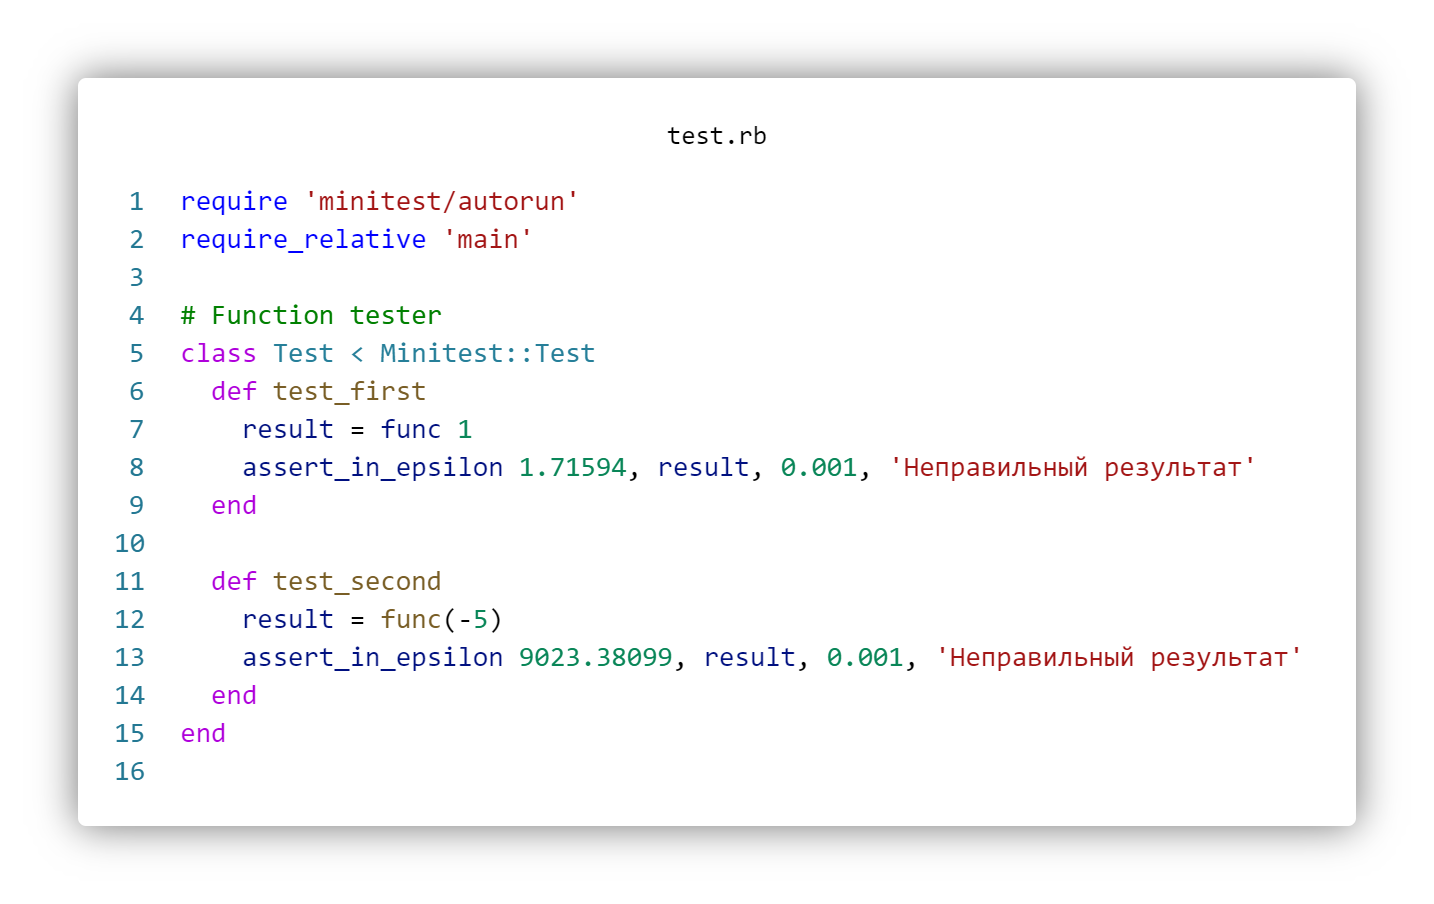 test.rb
1 require 'minitest/autorun'
2 require_relative 'main'
3
4 # Function tester
5 class Test < Minitest::Test
6   def test_first
7     result = func 1
8     assert_in_epsilon 1.71594, result, 0.001, 'Неправильный результат'
9   end
10
11   def test_second
12     result = func(-5)
13     assert_in_epsilon 9023.38099, result, 0.001, 'Неправильный результат'
14   end
15 end
16